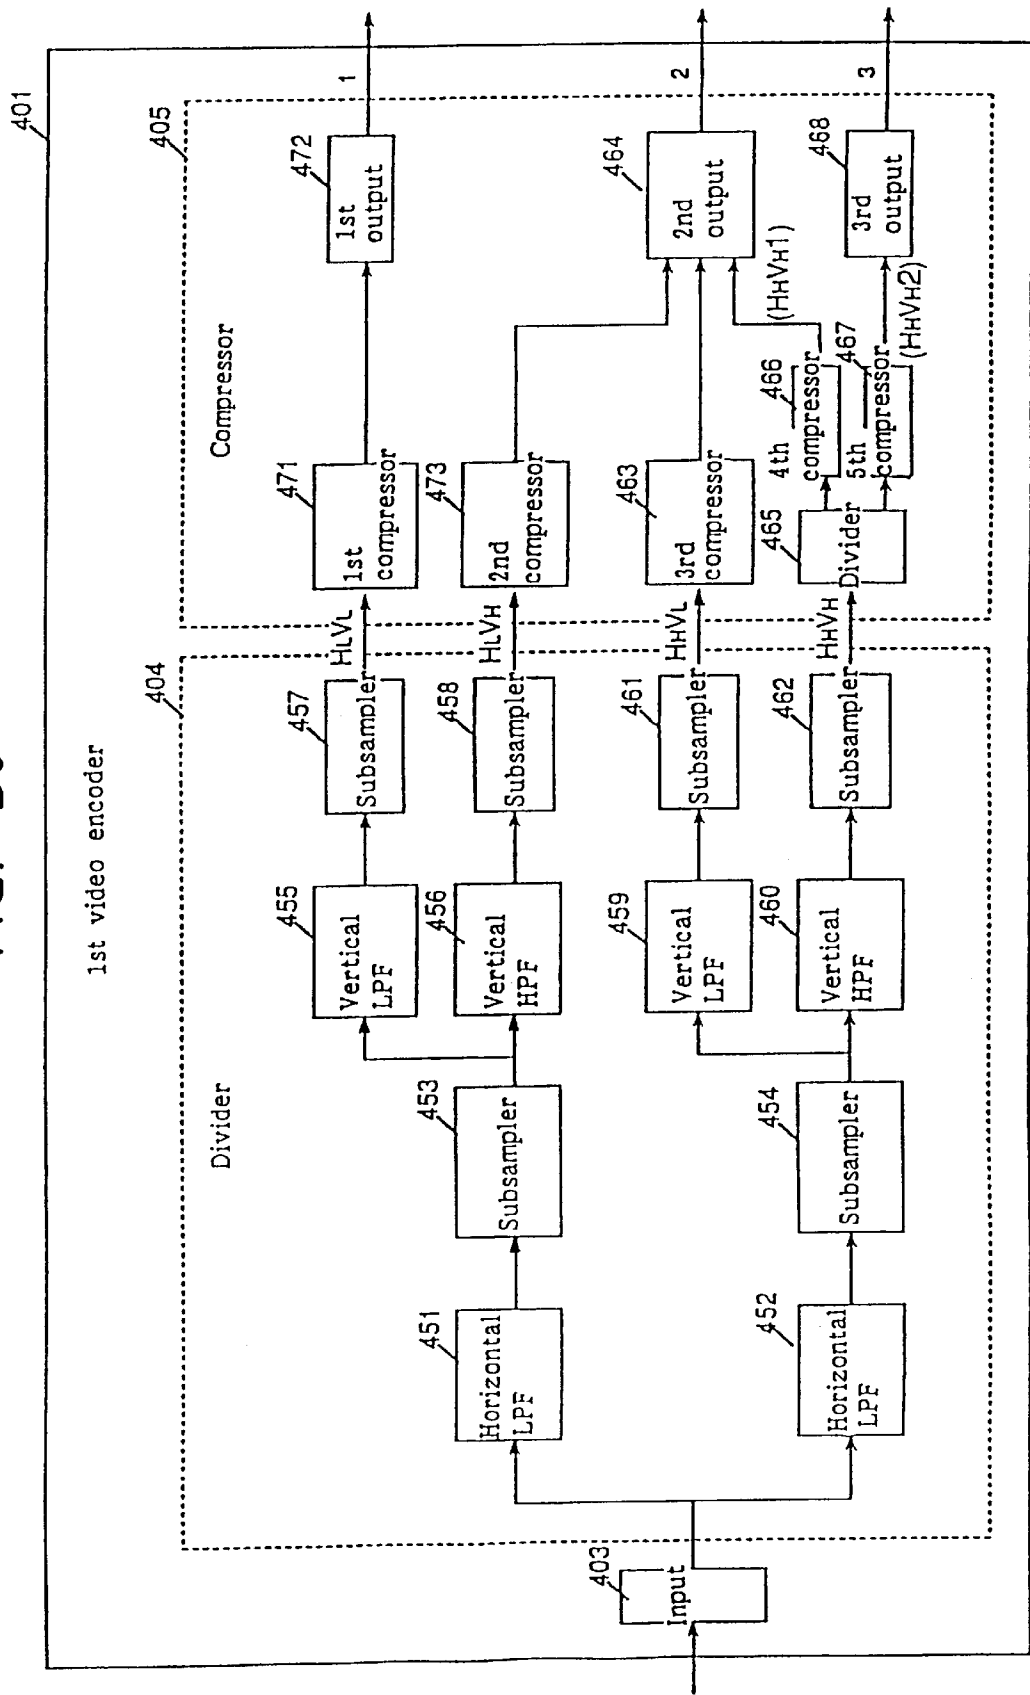 1st video encoder
401
404
405
Divider
Compressor
403
Input
451
Horizontal
LPF
452
Horizontal
LPF
453
Subsampler
454
Subsampler
455
Vertical
LPF
456
Vertical
HPF
459
Vertical
LPF
460
Vertical
HPF
457
Subsampler
458
Subsampler
461
Subsampler
462
Subsampler
HLVL
HLVH
HHVL
HHVH
471
1st
compressor
473
2nd
compressor
463
3rd
compressor
465
Divider
466
4th
compressor
467
5th
compressor
(HHVH1)
(HHVH2)
472
1st
output
464
2nd
output
468
3rd
output
1
2
3